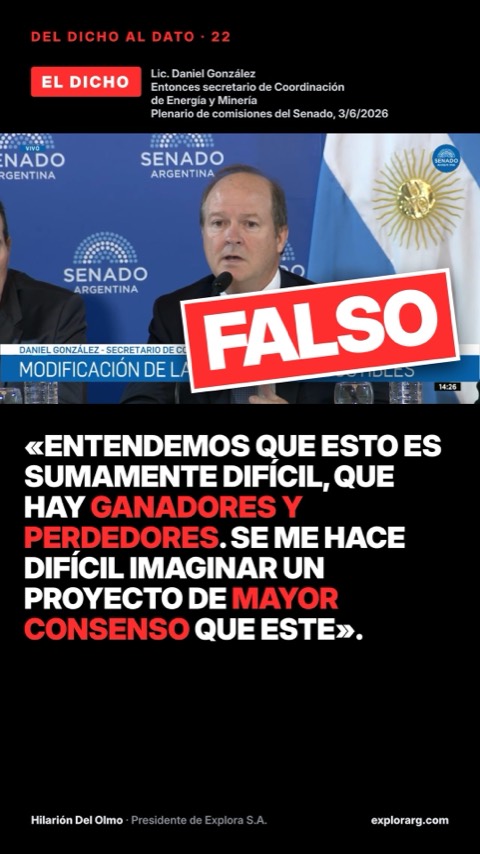 DEL DICHO AL DATO · 22
EL DICHO
Lic. Daniel González
Entonces secretario de Coordinación
de Energía y Minería
Plenario de comisiones del Senado, 3/6/2026
VIVO
SENADO
ARGENTINA
SENADO
ARGENTINA
SENADO
SENADO
ARGENTINA
FALSO
DANIEL GONZÁLEZ - SECRETARIO DE CO
MODIFICACIÓN DE LA
14:26
«ENTENDEMOS QUE ESTO ES
SUMAMENTE DIFÍCIL, QUE
HAY GANADORES Y
PERDEDORES. SE ME HACE
DIFÍCIL IMAGINAR UN
PROYECTO DE MAYOR
CONSENSO QUE ESTE».
Hilarión Del Olmo · Presidente de Explora S.A.
explorarg.com